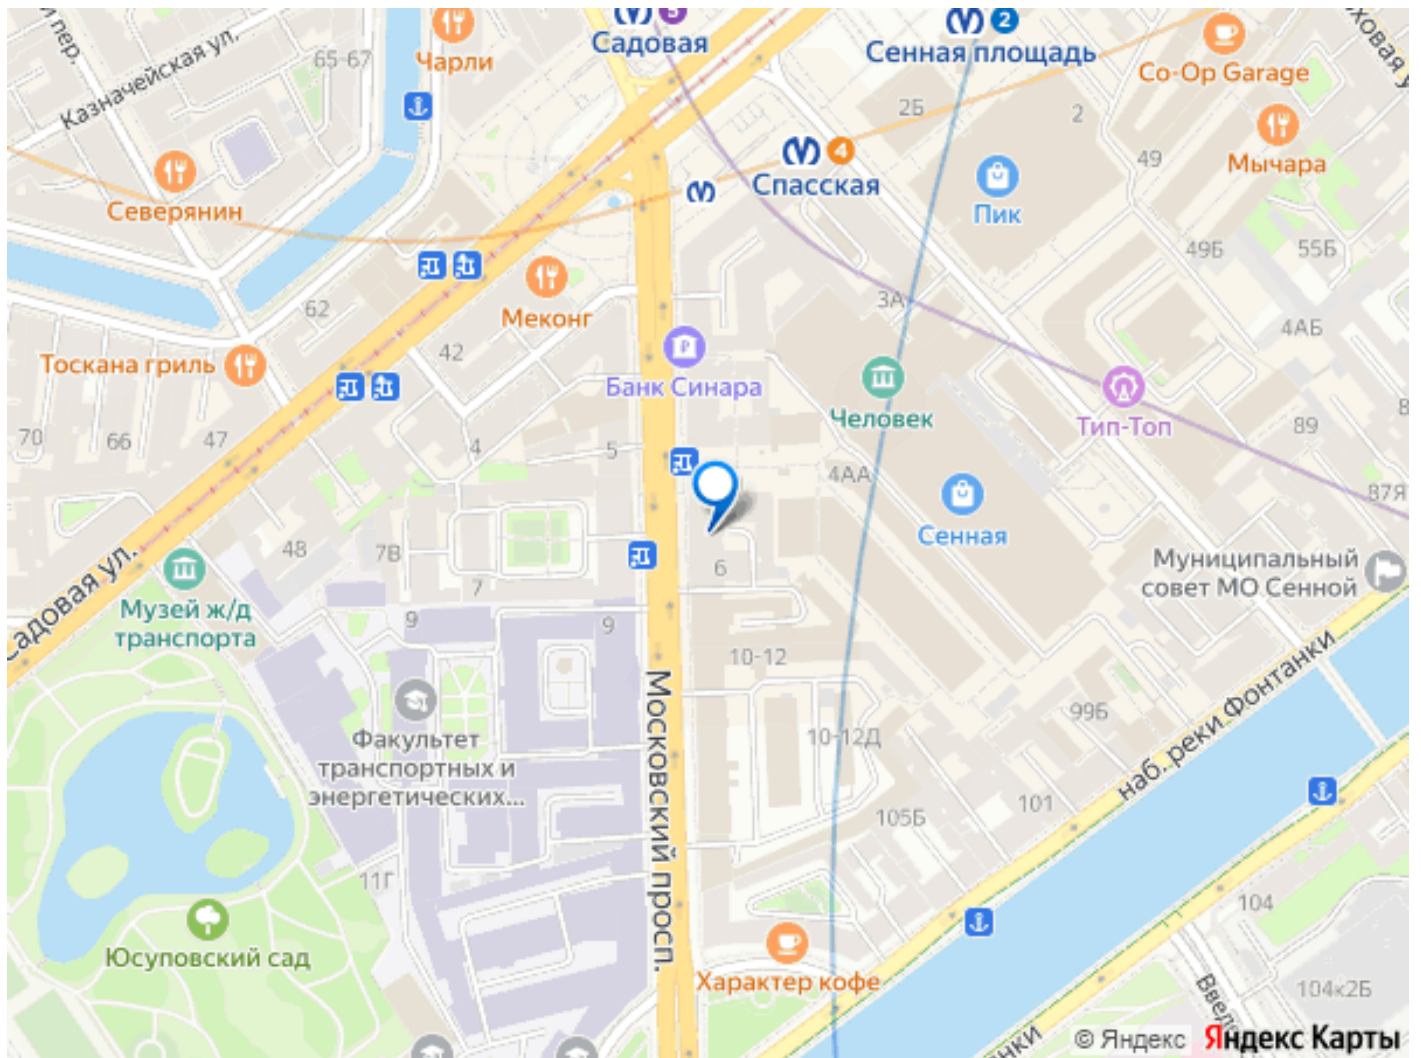 й пер.
Казначейская ул.
65-67
Чарли
5
Садовая
2
Сенная площадь
Co-Op Garage
2Б
2
49
Мычара
Северянин
4
Спасская
Пик
49Б
55Б
62
Меконг
3А
4АБ
Тоскана гриль
42
Банк Синара
Человек
Тип-Топ
70
66
47
4
5
4АА
89
87Я
Сенная
Садовая ул.
48
7В
7
6
Муниципальный
совет МО Сенной
Музей ж/д
транспорта
9
9
10-12
Московский просп.
наб. реки Фонтанки
99Б
Факультет
транспортных и
энергетических...
10-12Д
101
105Б
11Г
104
Юсуповский сад
Характер кофе
104к2Б
© Яндекс Яндекс Карты